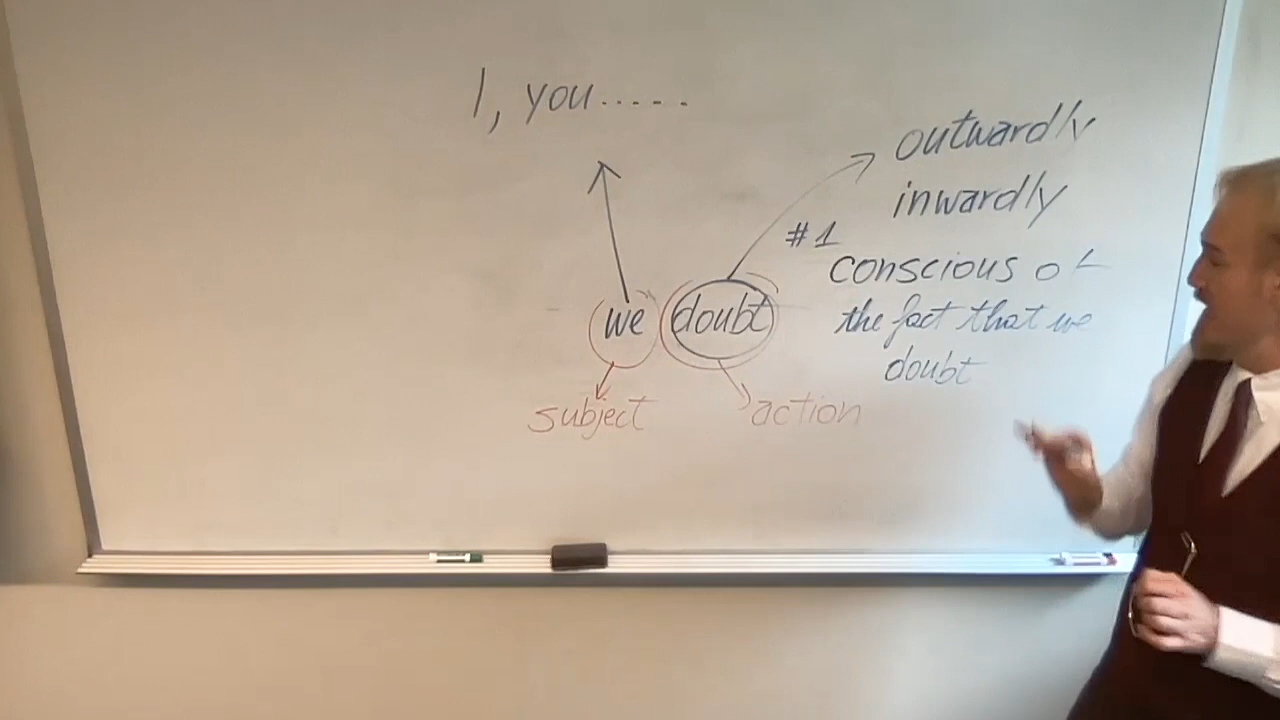 I, you.....
outwardly
inwardly
#1
conscious of
the fact that we
doubt
we doubt
subject
action